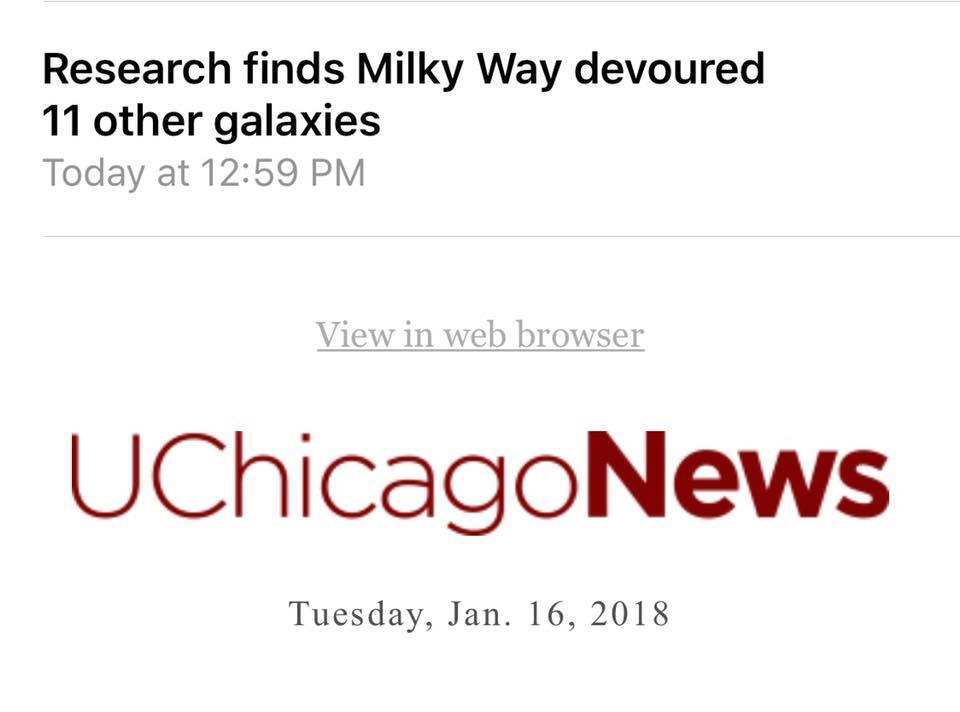 Research finds Milky Way devoured
11 other galaxies
Today at 12:59 PM
View in web browser
UChicagoNews
Tuesday, Jan. 16, 2018